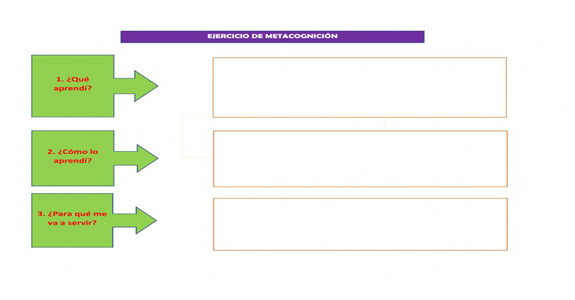 EJERCICIO DE METACOGNICIÓN
1. ¿Qué
aprendí?
2. ¿Cómo lo
aprendí?
3. ¿Para qué me
va a servir?